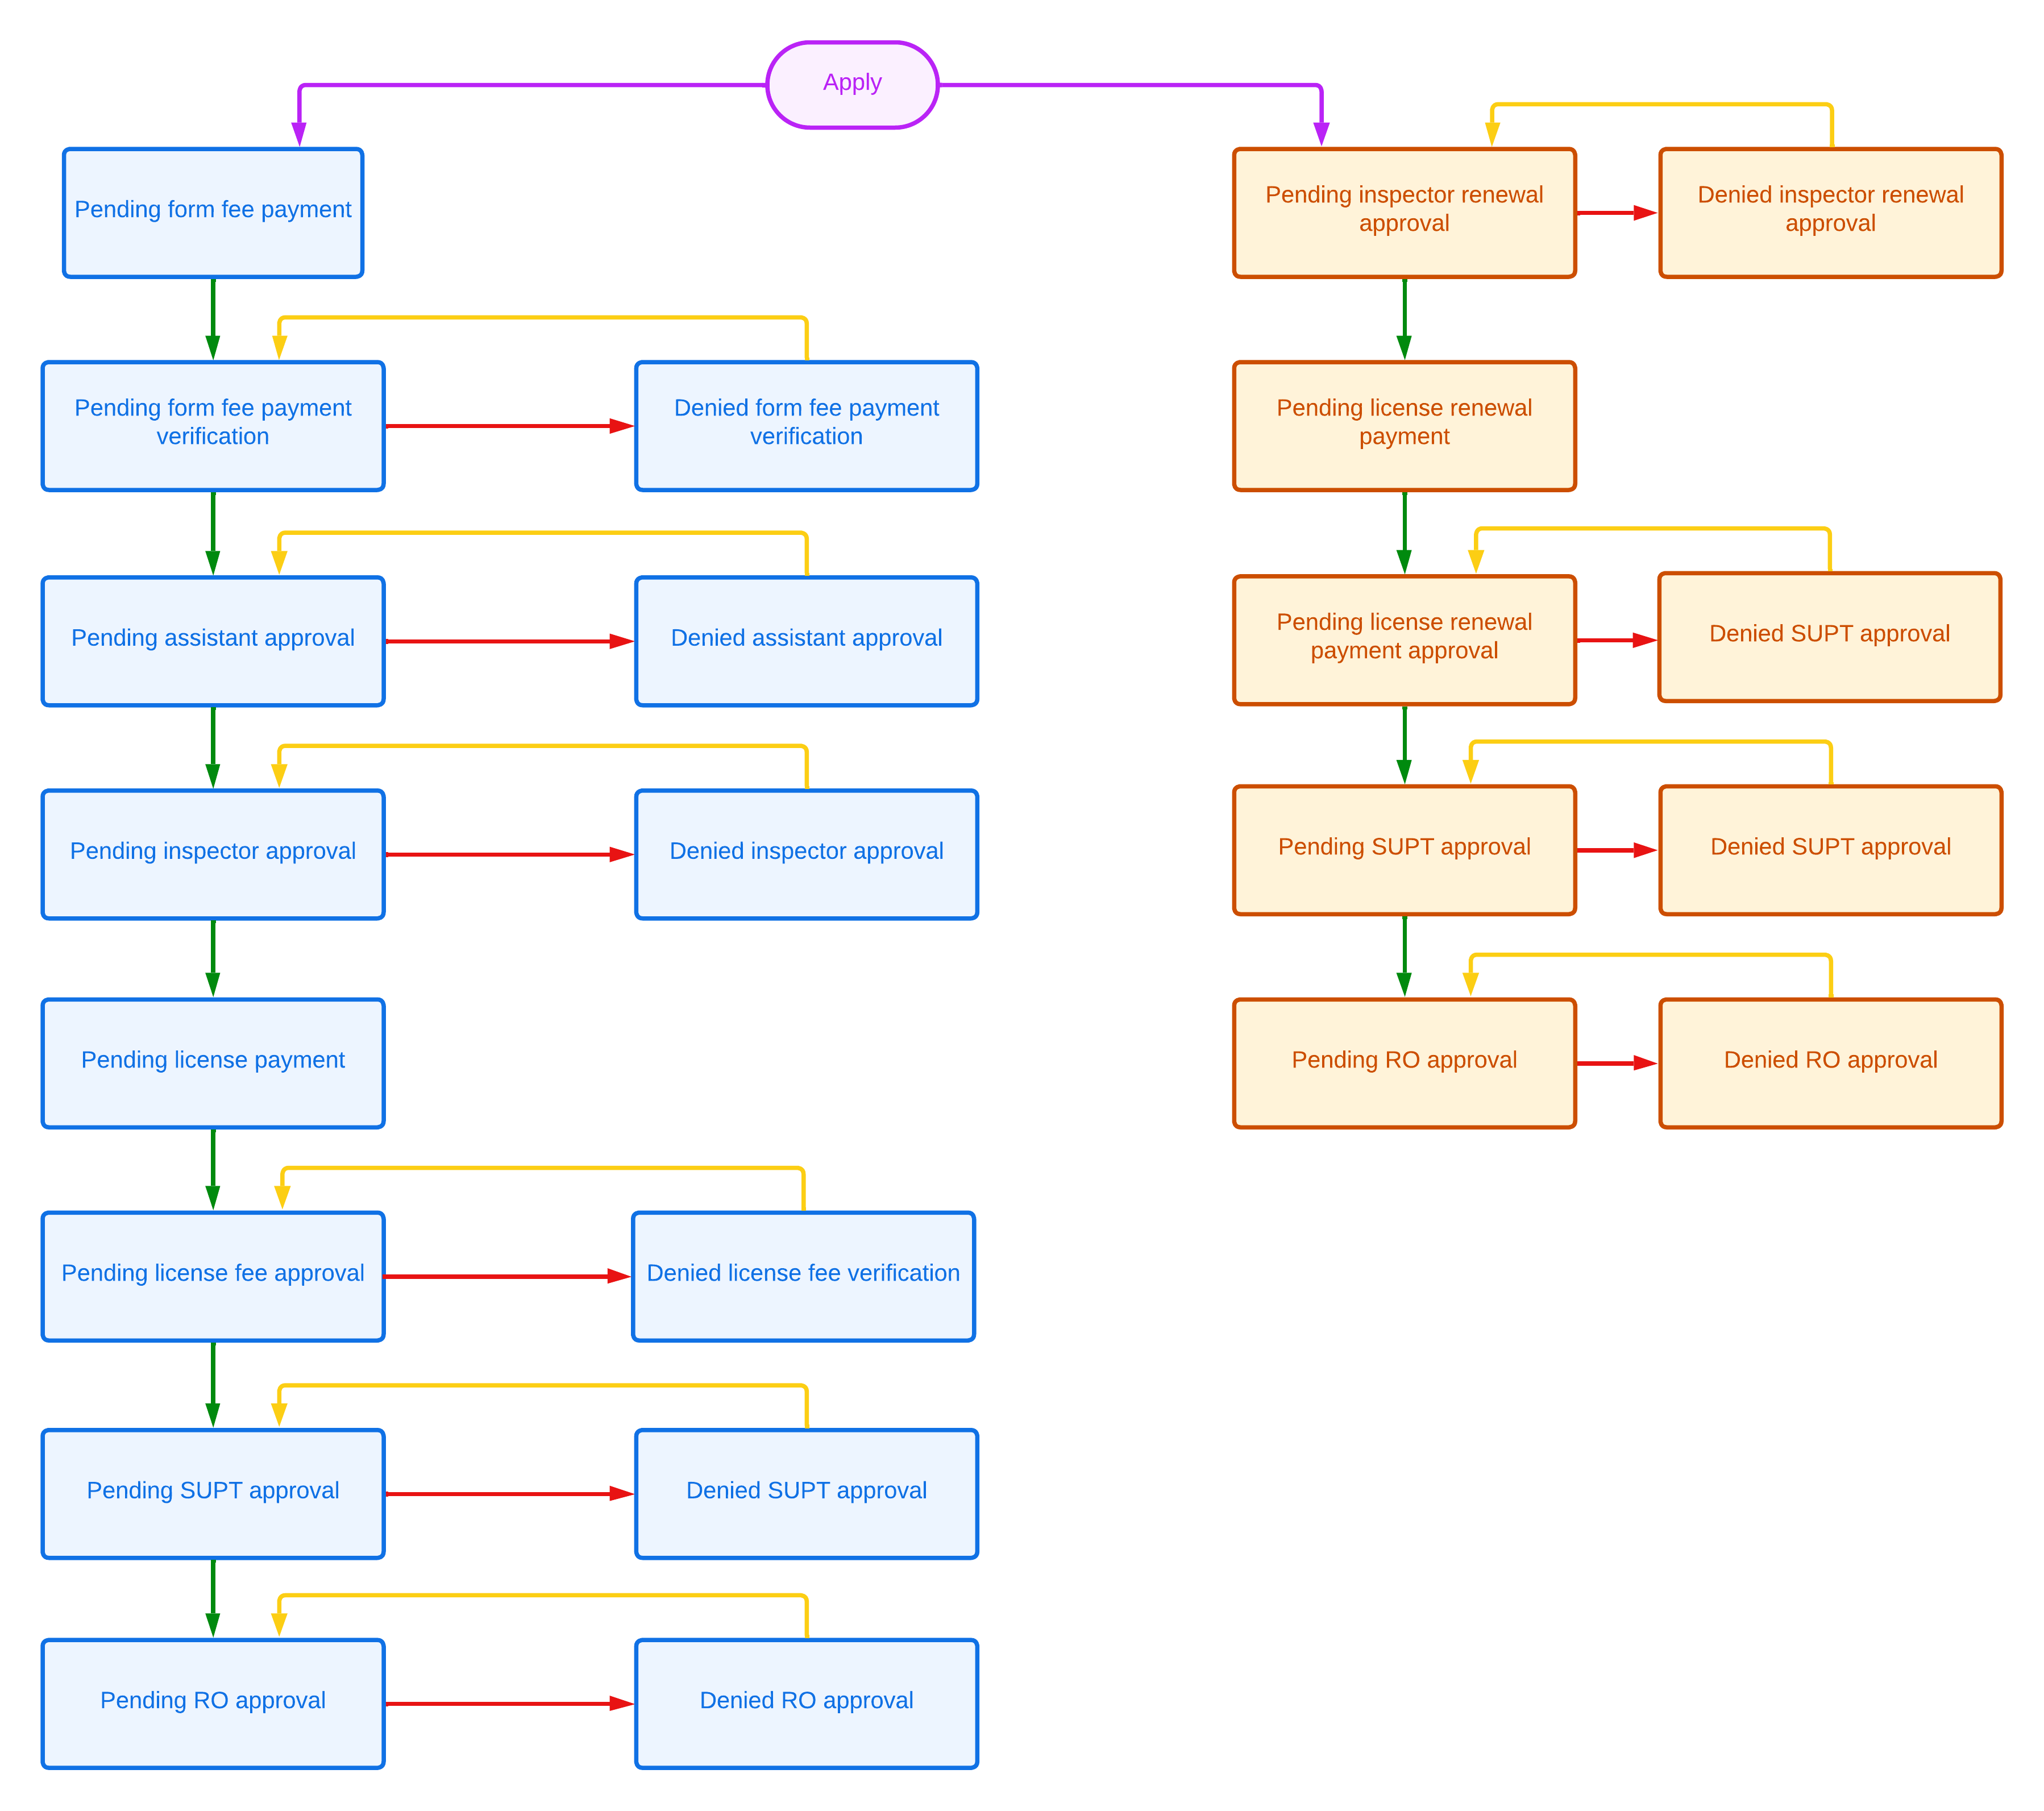 Apply
Pending form fee payment
Pending inspector renewal
approval
Denied inspector renewal
approval
Pending form fee payment
verification
Denied form fee payment
verification
Pending license renewal
payment
Pending assistant approval
Denied assistant approval
Pending license renewal
payment approval
Denied SUPT approval
Pending inspector approval
Denied inspector approval
Pending SUPT approval
Denied SUPT approval
Pending license payment
Pending RO approval
Denied RO approval
Pending license fee approval
Denied license fee verification
Pending SUPT approval
Denied SUPT approval
Pending RO approval
Denied RO approval